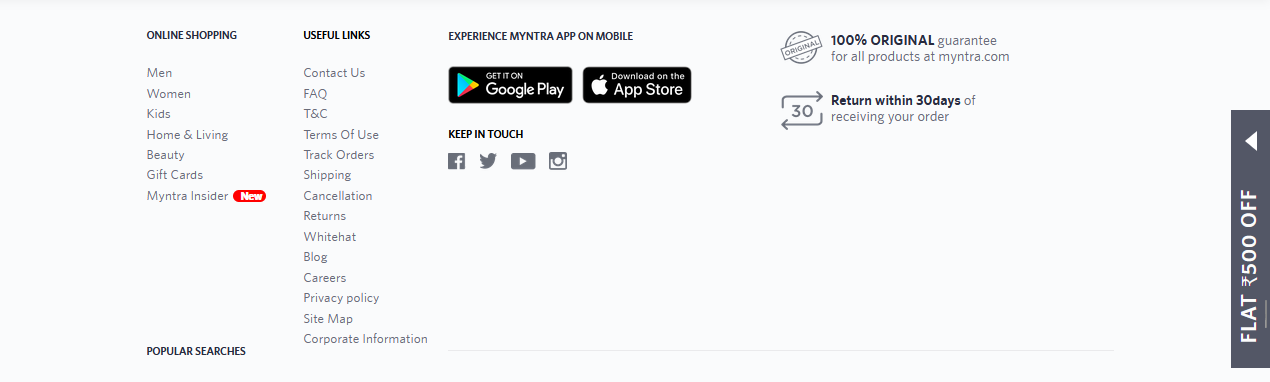 ONLINE SHOPPING
Men
Women
Kids
Home & Living
Beauty
Gift Cards
Myntra Insider New
USEFUL LINKS
Contact Us
FAQ
T&C
Terms Of Use
Track Orders
Shipping
Cancellation
Returns
Whitehat
Blog
Careers
Privacy policy
Site Map
Corporate Information
EXPERIENCE MYNTRA APP ON MOBILE
GET IT ON
Google Play
Download on the
App Store
KEEP IN TOUCH
ORIGINAL
100% ORIGINAL guarantee
for all products at myntra.com
30
Return within 30days of
receiving your order
FLAT ₹500 OFF
POPULAR SEARCHES